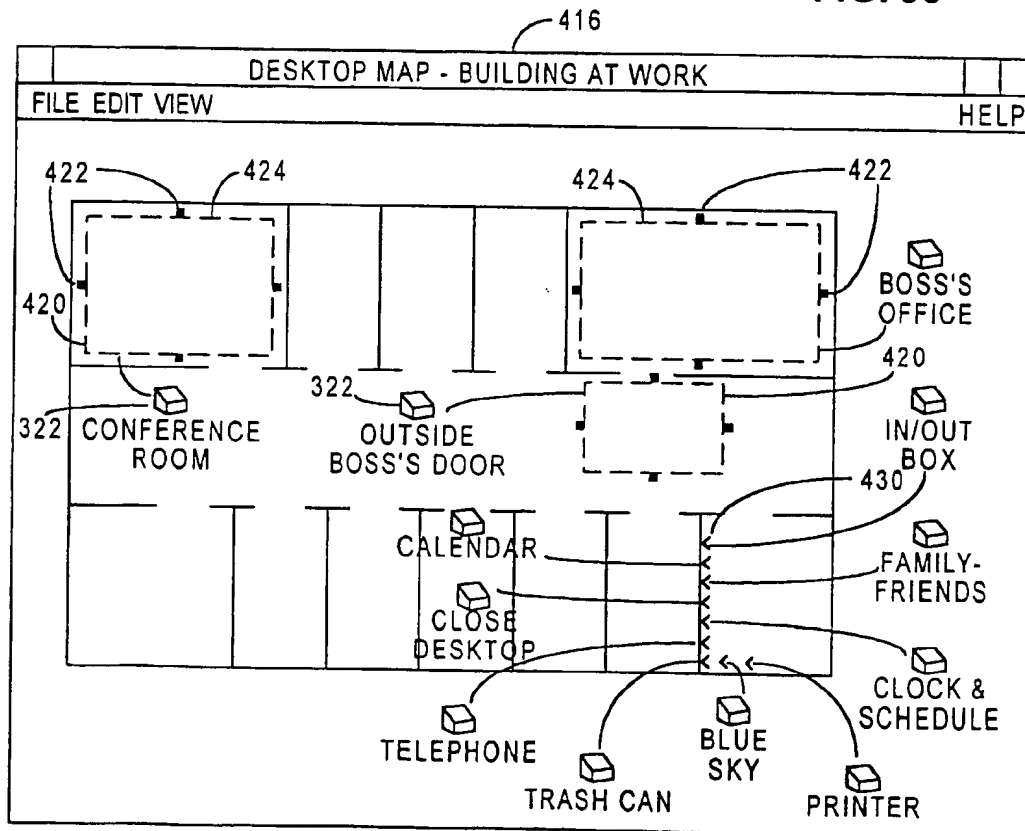 416
DESKTOP MAP - BUILDING AT WORK
FILE EDIT VIEW
HELP
422
424
424
422
BOSS'S
OFFICE
420
420
322
CONFERENCE
ROOM
322
OUTSIDE
BOSS'S DOOR
IN/OUT
BOX
430
CALENDAR
FAMILY-
FRIENDS
CLOSE
DESKTOP
CLOCK &
SCHEDULE
TELEPHONE
BLUE
SKY
TRASH CAN
PRINTER